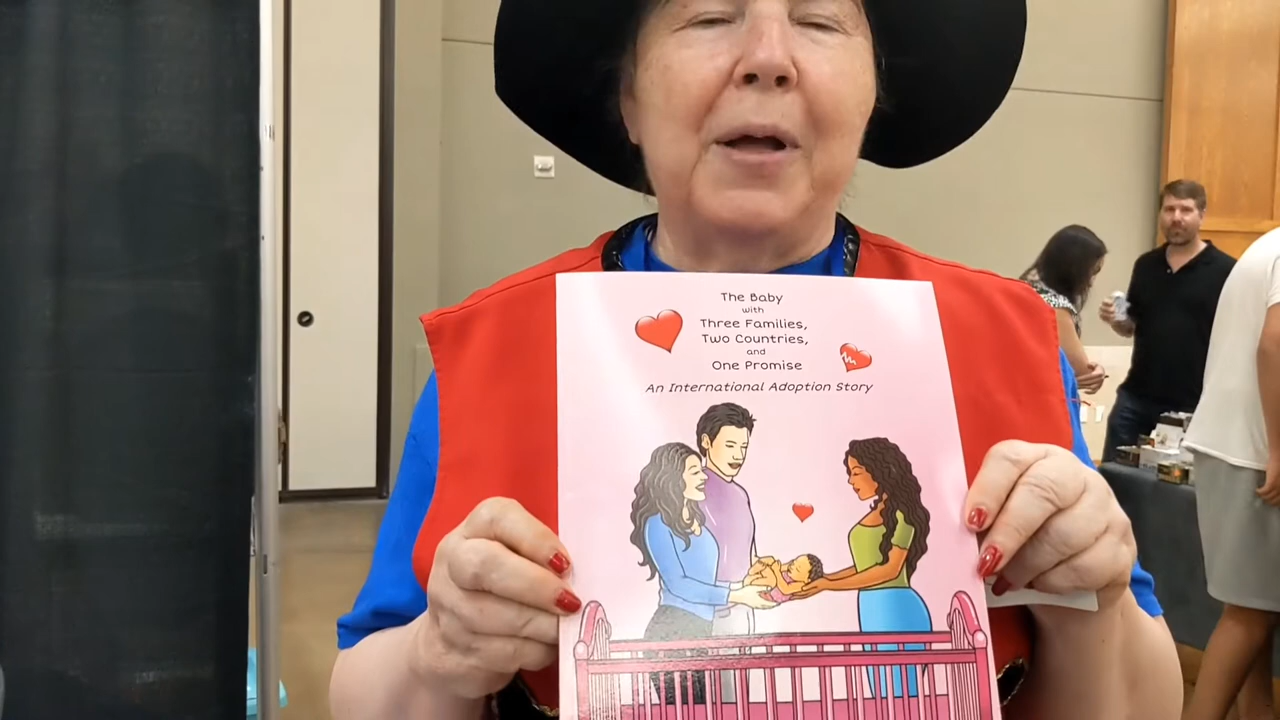 The Baby
with
Three Families,
Two Countries,
and
One Promise
An International Adoption Story